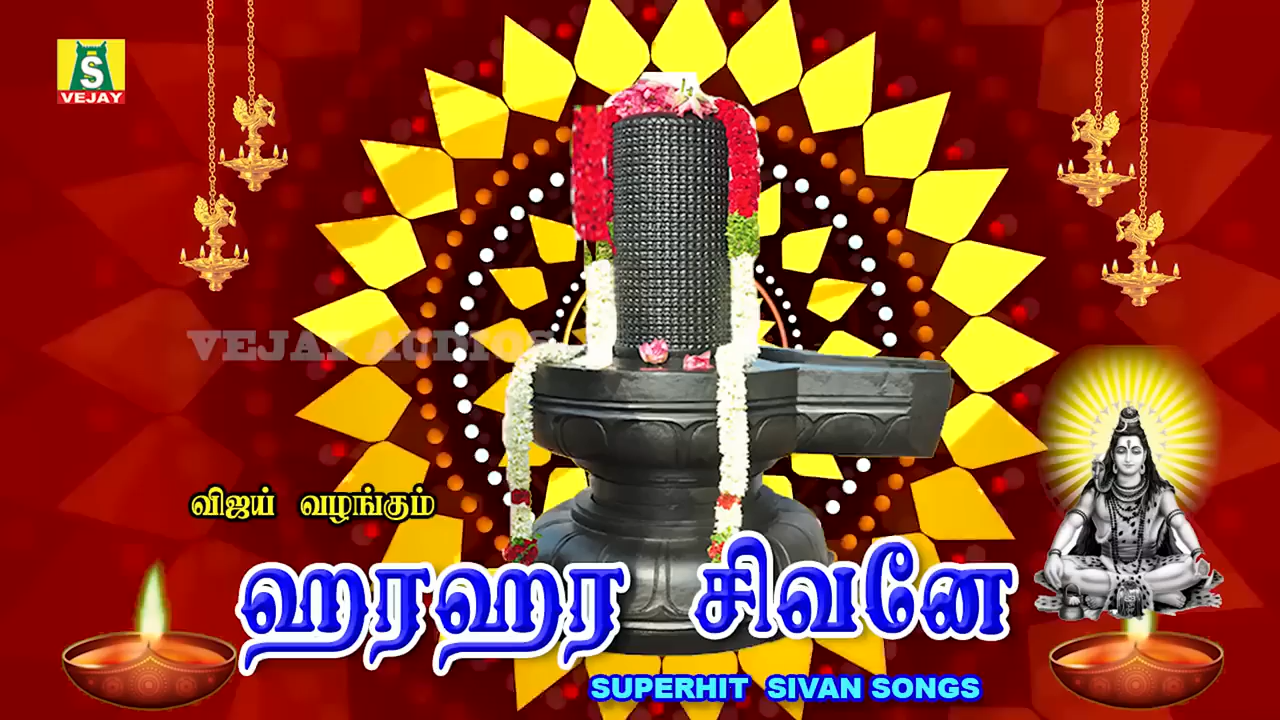 S
VEJAY
VEJAY AUDIOS
விஜய் வழங்கும்
ஹரஹர சிவனே
SUPERHIT SIVAN SONGS